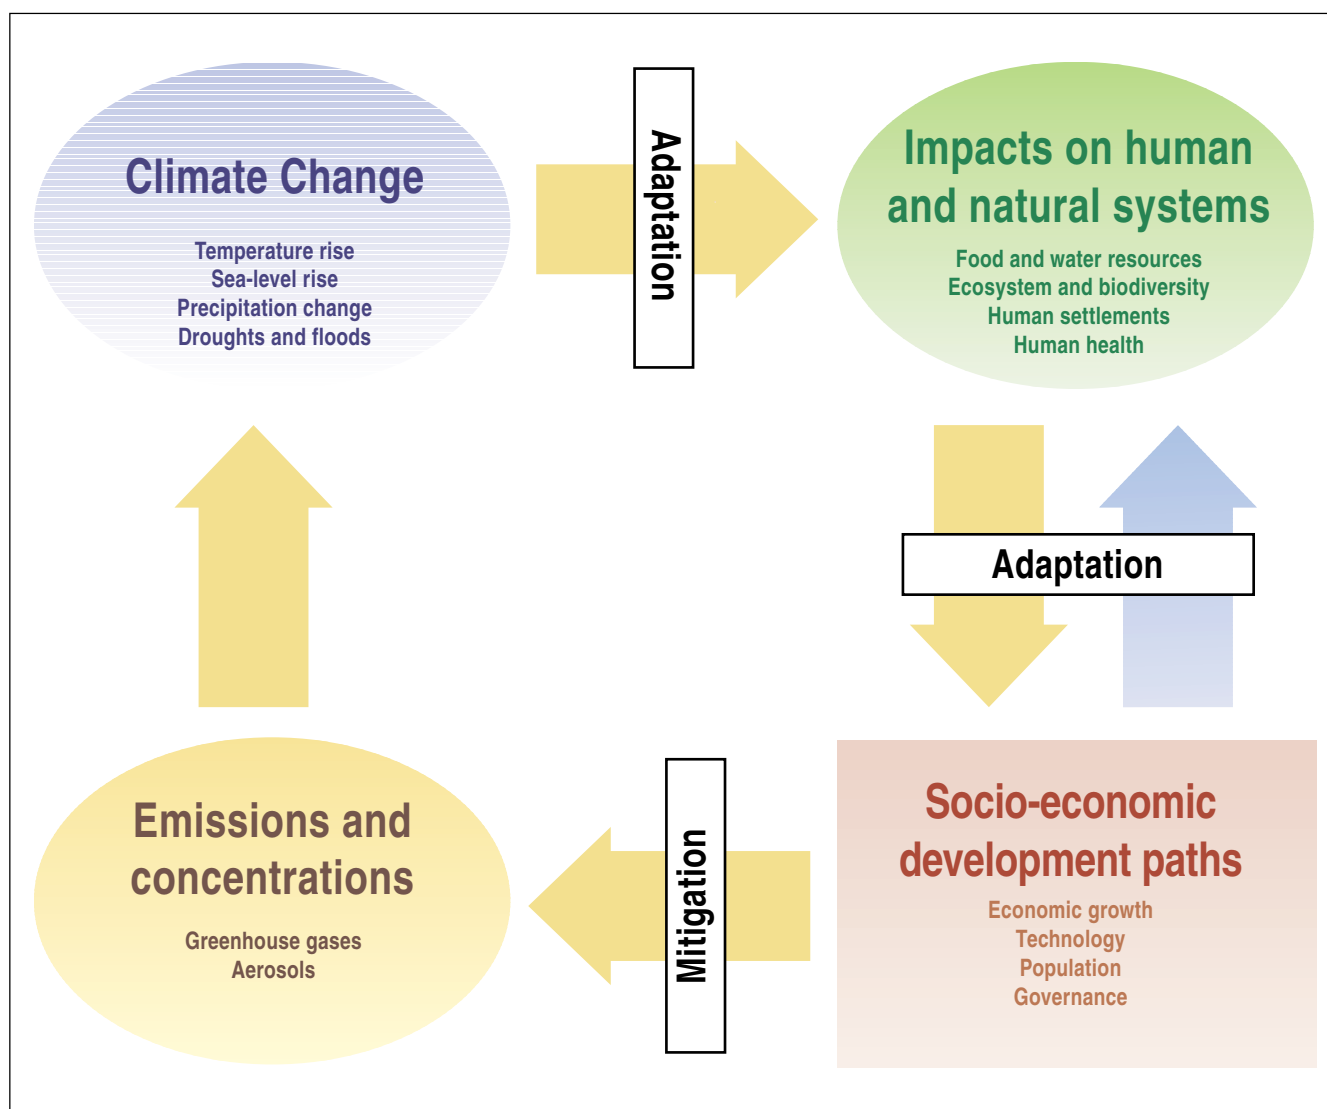 Climate Change
Temperature rise
Sea-level rise
Precipitation change
Droughts and floods
Adaptation
Impacts on human
and natural systems
Food and water resources
Ecosystem and biodiversity
Human settlements
Human health
Adaptation
Emissions and
concentrations
Greenhouse gases
Aerosols
Mitigation
Socio-economic
development paths
Economic growth
Technology
Population
Governance